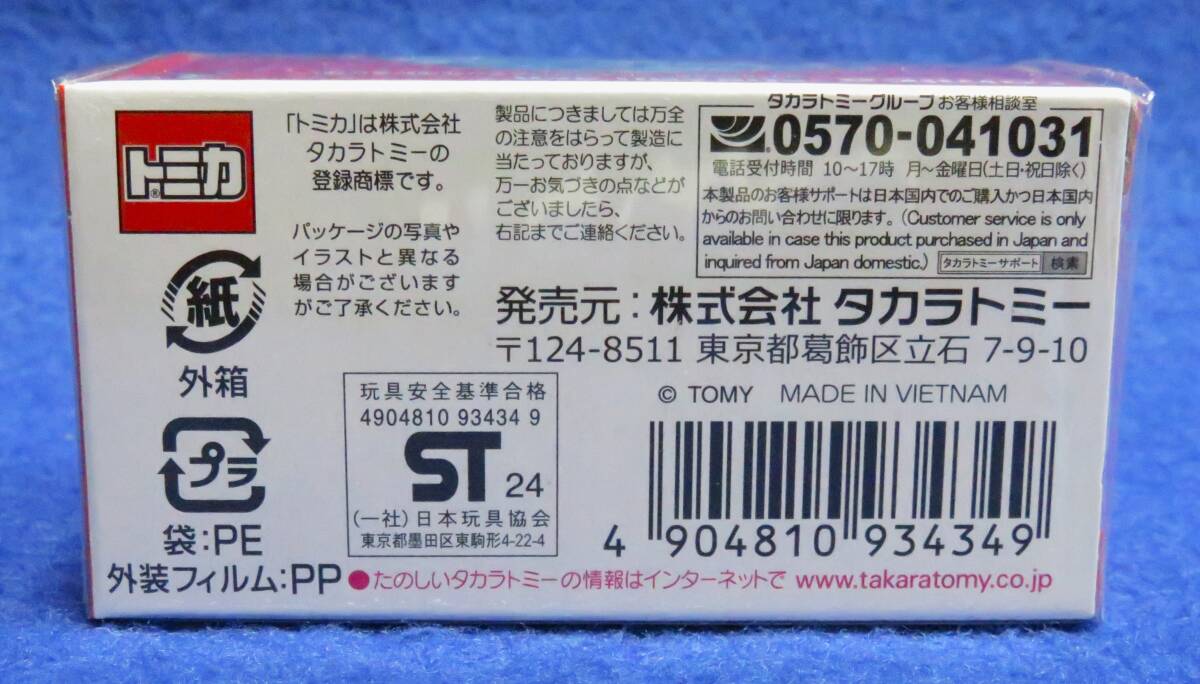 トミカ®
「トミカ」は株式会社
タカラトミーの
登録商標です。
パッケージの写真や
イラストと異なる
場合がございます
がご了承ください。
製品につきましては万全
の注意をはらって製造に
当たっておりますが、
万一お気づきの点などが
ございましたら、
右記までご連絡ください。
タカラトミーグループお客様相談室
0570-041031
電話受付時間 10～17時 月～金曜日(土日・祝日除く)
本製品のお客様サポートは日本国内でのご購入かつ日本国内
からのお問い合わせに限ります。(Customer service is only
available in case this product purchased in Japan and
inquired from Japan domestic.) タカラトミーサポート 検索
発売元：株式会社 タカラトミー
〒124-8511 東京都葛飾区立石 7-9-10
© TOMY MADE IN VIETNAM
紙
外箱
プラ
袋:PE
外装フィルム:PP
玩具安全基準合格
4904810 93434 9
ST 24
(一社)日本玩具協会
東京都墨田区東駒形4-22-4
4 904810 934349
●たのしいタカラトミーの情報はインターネットで www.takaratomy.co.jp